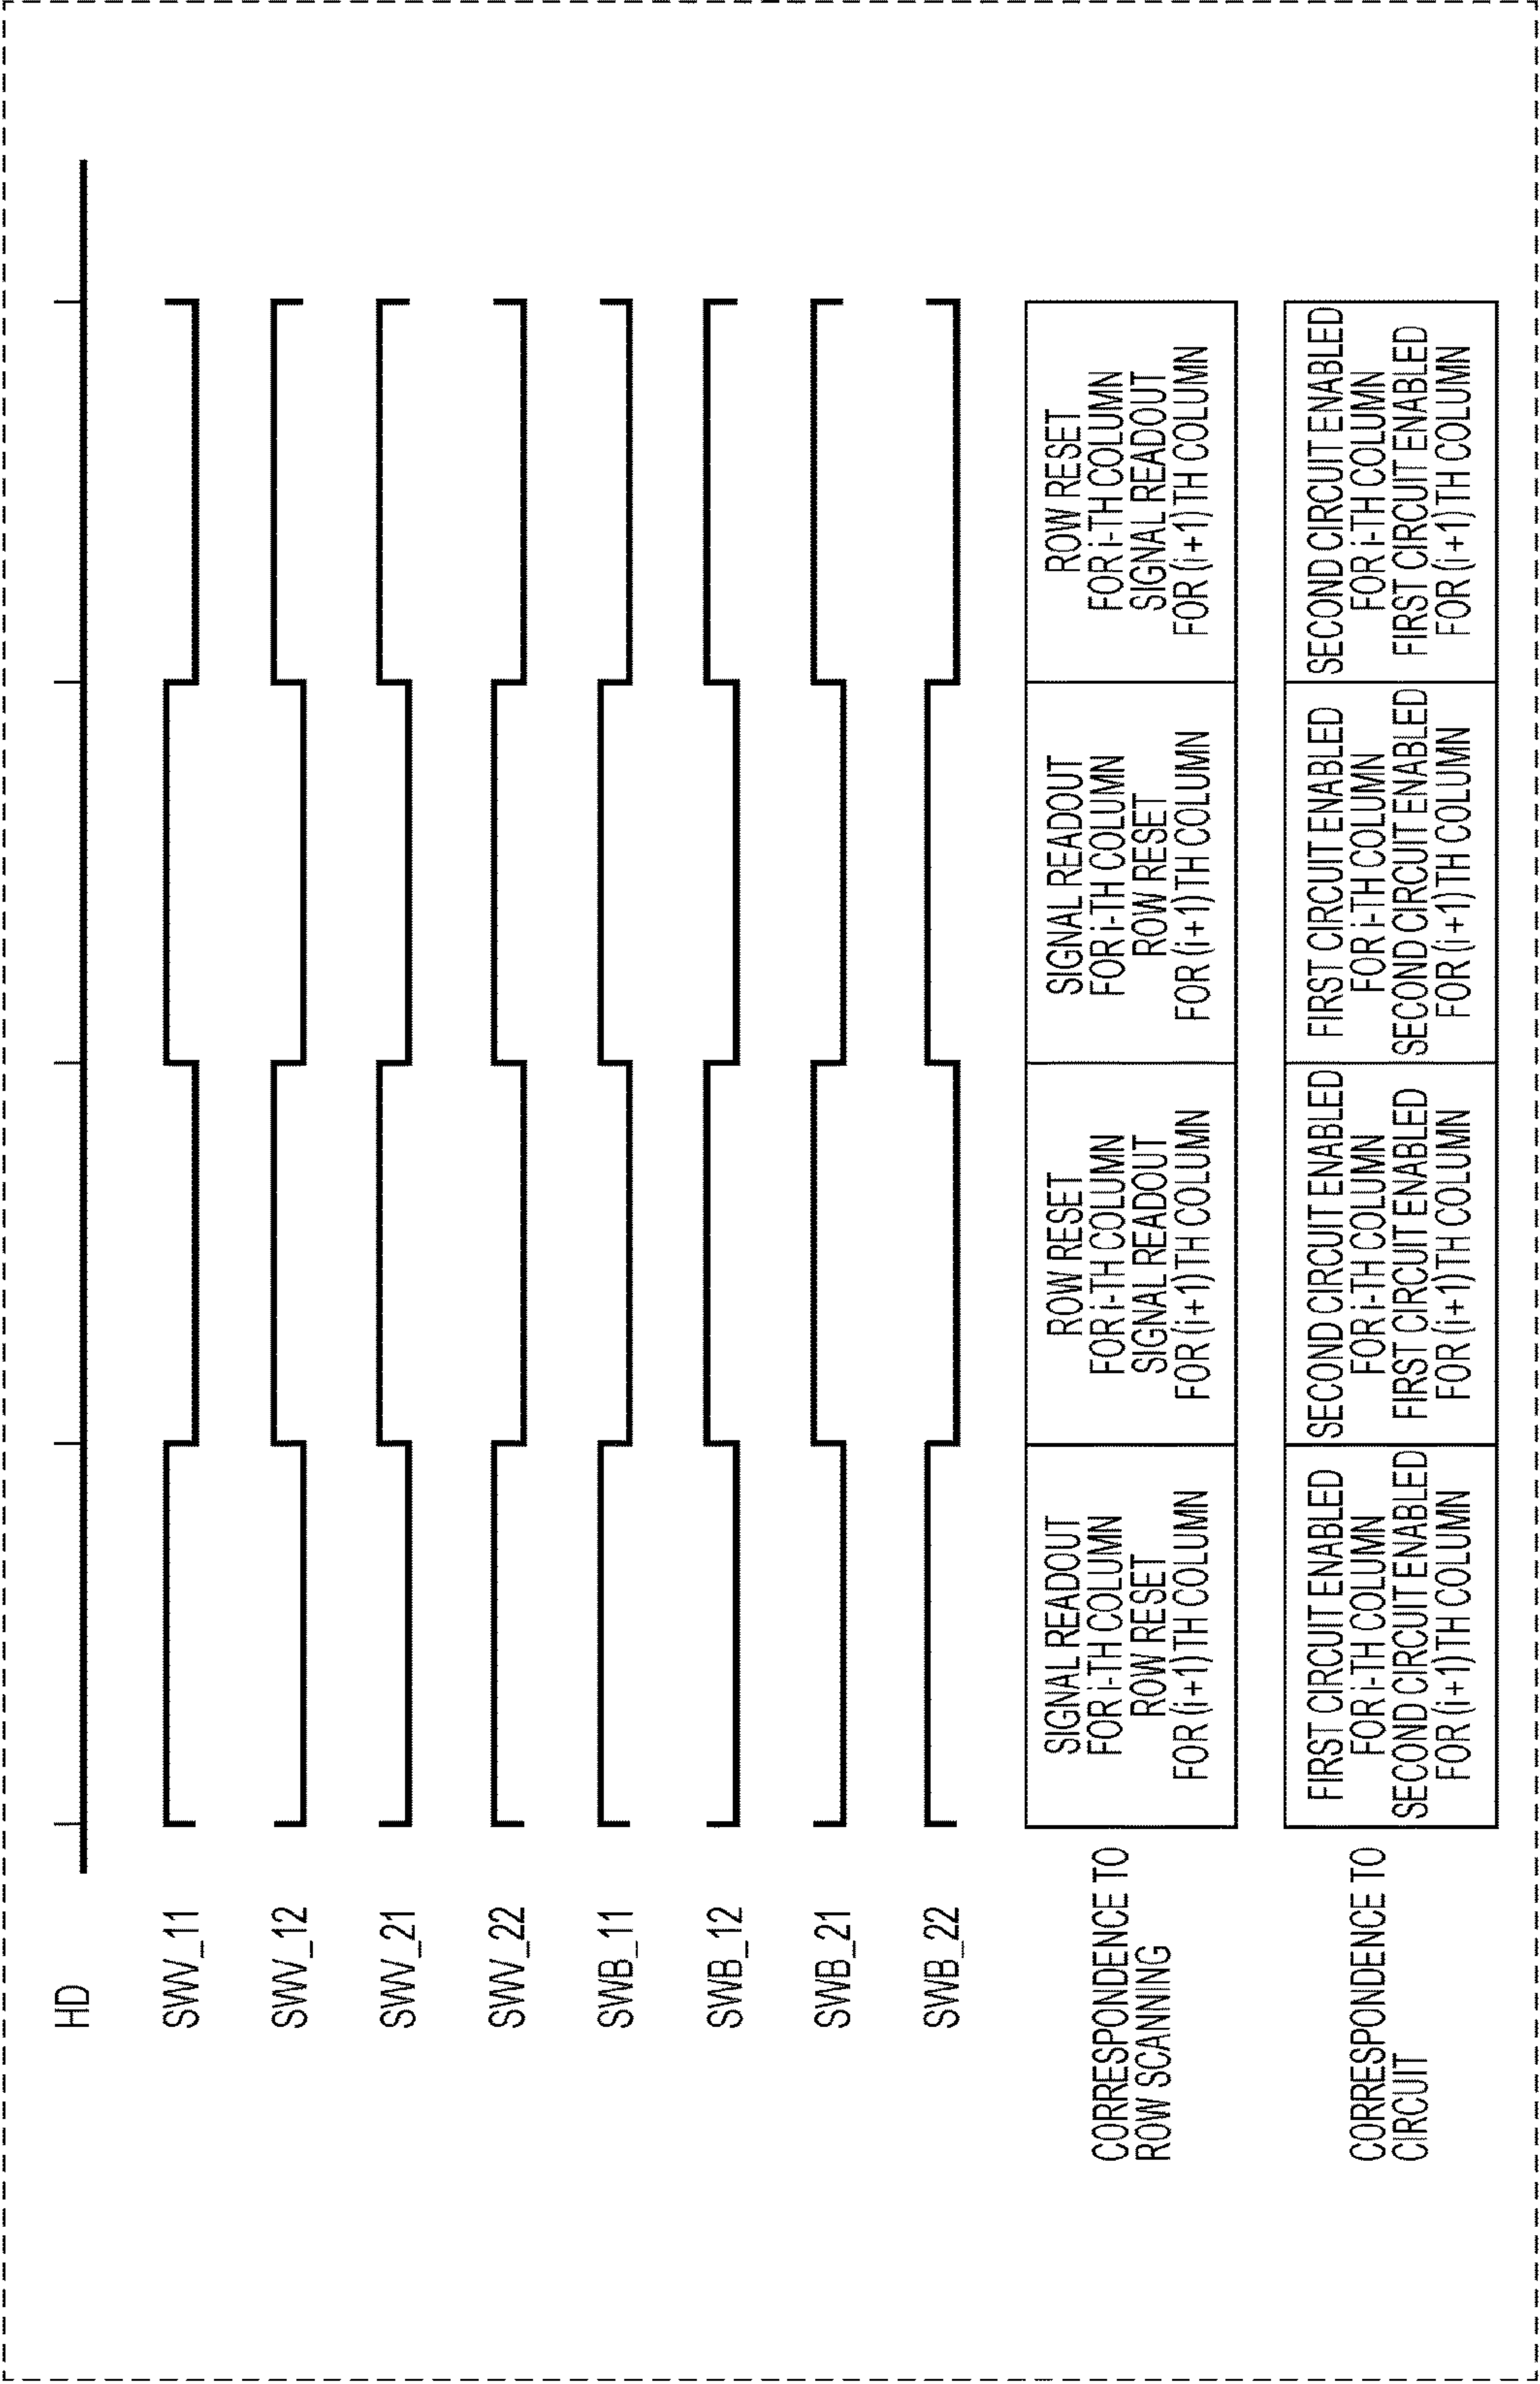 HD
SWV_11
SWV_12
SWV_21
SWV_22
SWB_11
SWB_12
SWB_21
SWB_22
CORRESPONDENCE TO
ROW SCANNING
SIGNAL READOUT
FOR i-TH COLUMN
ROW RESET
FOR (i+1)TH COLUMN
ROW RESET
FOR i-TH COLUMN
SIGNAL READOUT
FOR (i+1)TH COLUMN
SIGNAL READOUT
FOR i-TH COLUMN
ROW RESET
FOR (i+1)TH COLUMN
ROW RESET
FOR i-TH COLUMN
SIGNAL READOUT
FOR (i+1)TH COLUMN
CORRESPONDENCE TO
CIRCUIT
FIRST CIRCUIT ENABLED
FOR i-TH COLUMN
SECOND CIRCUIT ENABLED
FOR (i+1)TH COLUMN
SECOND CIRCUIT ENABLED
FOR i-TH COLUMN
FIRST CIRCUIT ENABLED
FOR (i+1)TH COLUMN
FIRST CIRCUIT ENABLED
FOR i-TH COLUMN
SECOND CIRCUIT ENABLED
FOR (i+1)TH COLUMN
SECOND CIRCUIT ENABLED
FOR i-TH COLUMN
FIRST CIRCUIT ENABLED
FOR (i+1)TH COLUMN